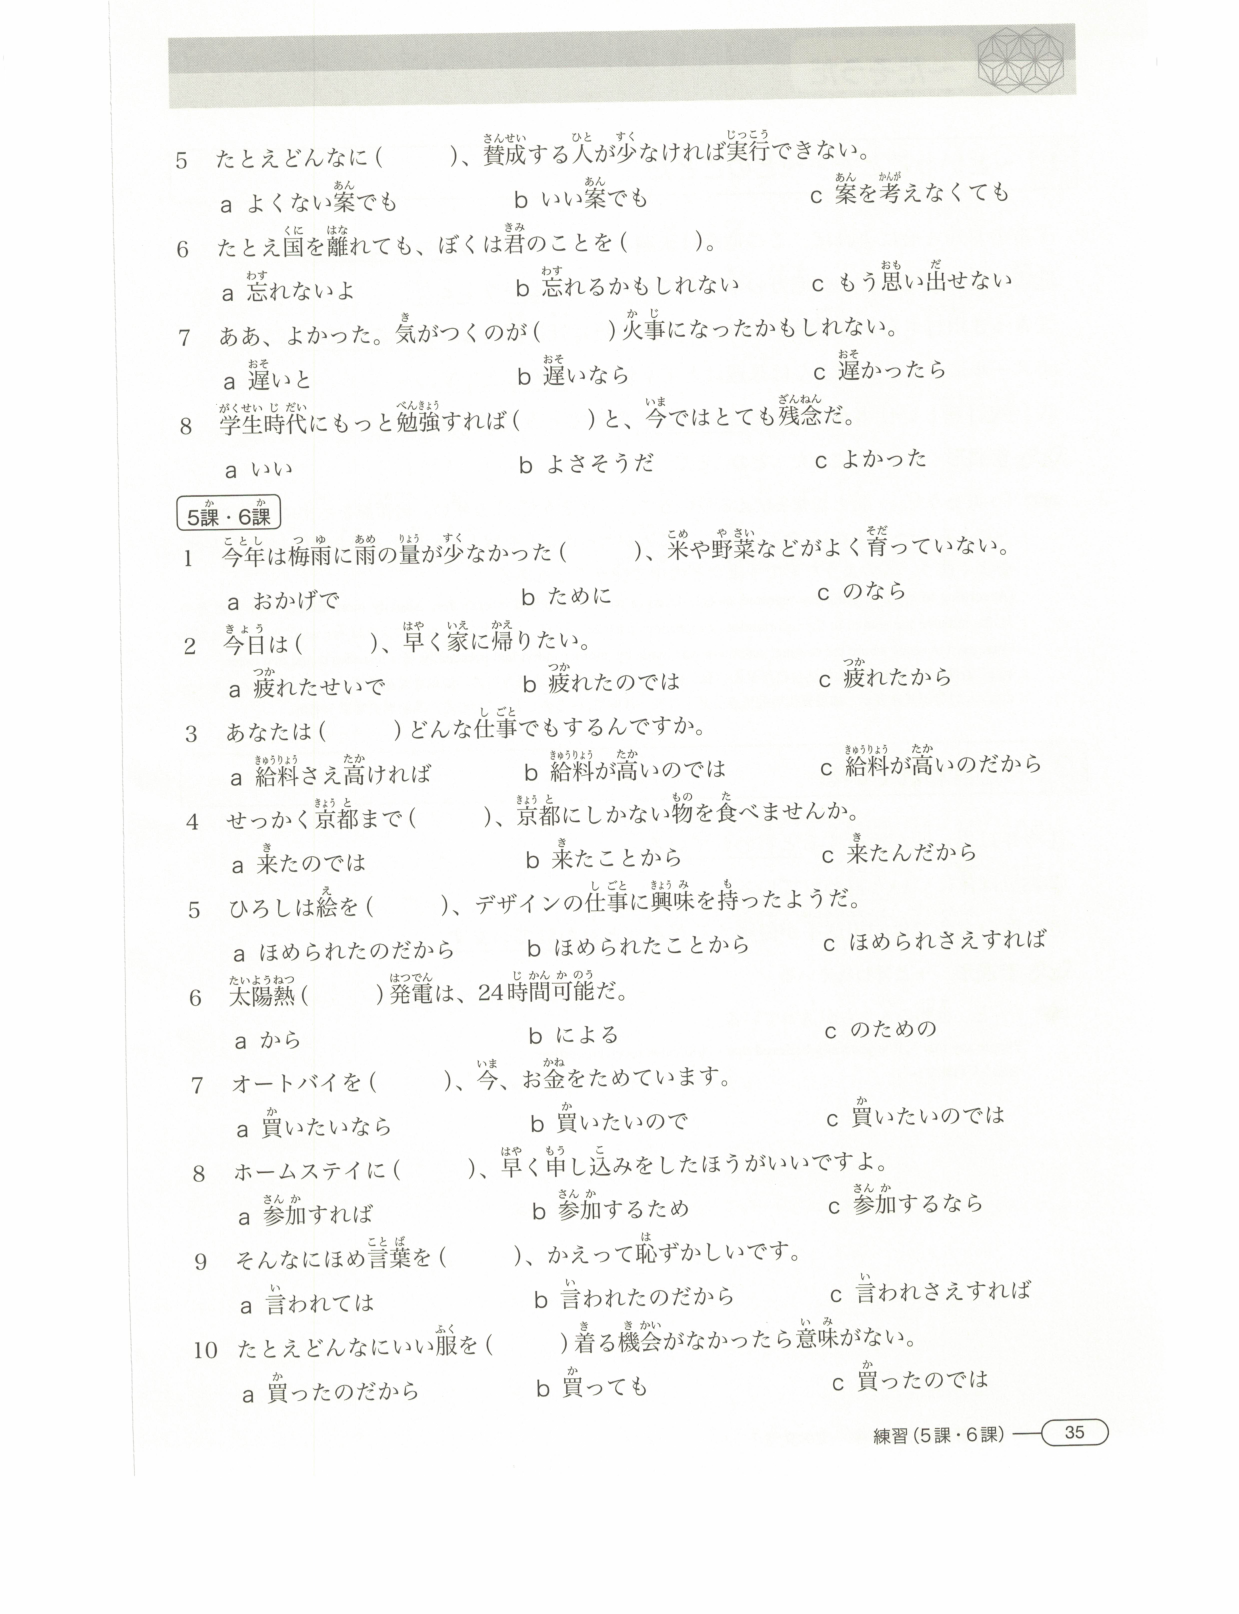 5 たとえどんなに（　　　）、賛成する人が少なければ実行できない。
a よくない案でも　b いい案でも　c 案を考えなくても
6 たとえ国を離れても、ぼくは君のことを（　　　）。
a 忘れないよ　b 忘れるかもしれない　c もう思い出せない
7 ああ、よかった。気がつくのが（　　　）火事になったかもしれない。
a 遅いと　b 遅いなら　c 遅かったら
8 学生時代にもっと勉強すれば（　　　）と、今ではとても残念だ。
a いい　b よさそうだ　c よかった
5課・6課
1 今年は梅雨に雨の量が少なかった（　　　）、米や野菜などがよく育っていない。
a おかげで　b ために　c のなら
2 今日は（　　　）、早く家に帰りたい。
a 疲れたせいで　b 疲れたのでは　c 疲れたから
3 あなたは（　　　）どんな仕事でもするんですか。
a 給料さえ高ければ　b 給料が高いのでは　c 給料が高いのだから
4 せっかく京都まで（　　　）、京都にしかない物を食べませんか。
a 来たのでは　b 来たことから　c 来たんだから
5 ひろしは絵を（　　　）、デザインの仕事に興味を持ったようだ。
a ほめられたのだから　b ほめられたことから　c ほめられさえすれば
6 太陽熱（　　　）発電は、24時間可能だ。
a から　b による　c のための
7 オートバイを（　　　）、今、お金をためています。
a 買いたいなら　b 買いたいので　c 買いたいのでは
8 ホームステイに（　　　）、早く申し込みをしたほうがいいですよ。
a 参加すれば　b 参加するため　c 参加するなら
9 そんなにほめ言葉を（　　　）、かえって恥ずかしいです。
a 言われては　b 言われたのだから　c 言われさえすれば
10 たとえどんなにいい服を（　　　）着る機会がなかったら意味がない。
a 買ったのだから　b 買っても　c 買ったのでは
練習（5課・6課） 35